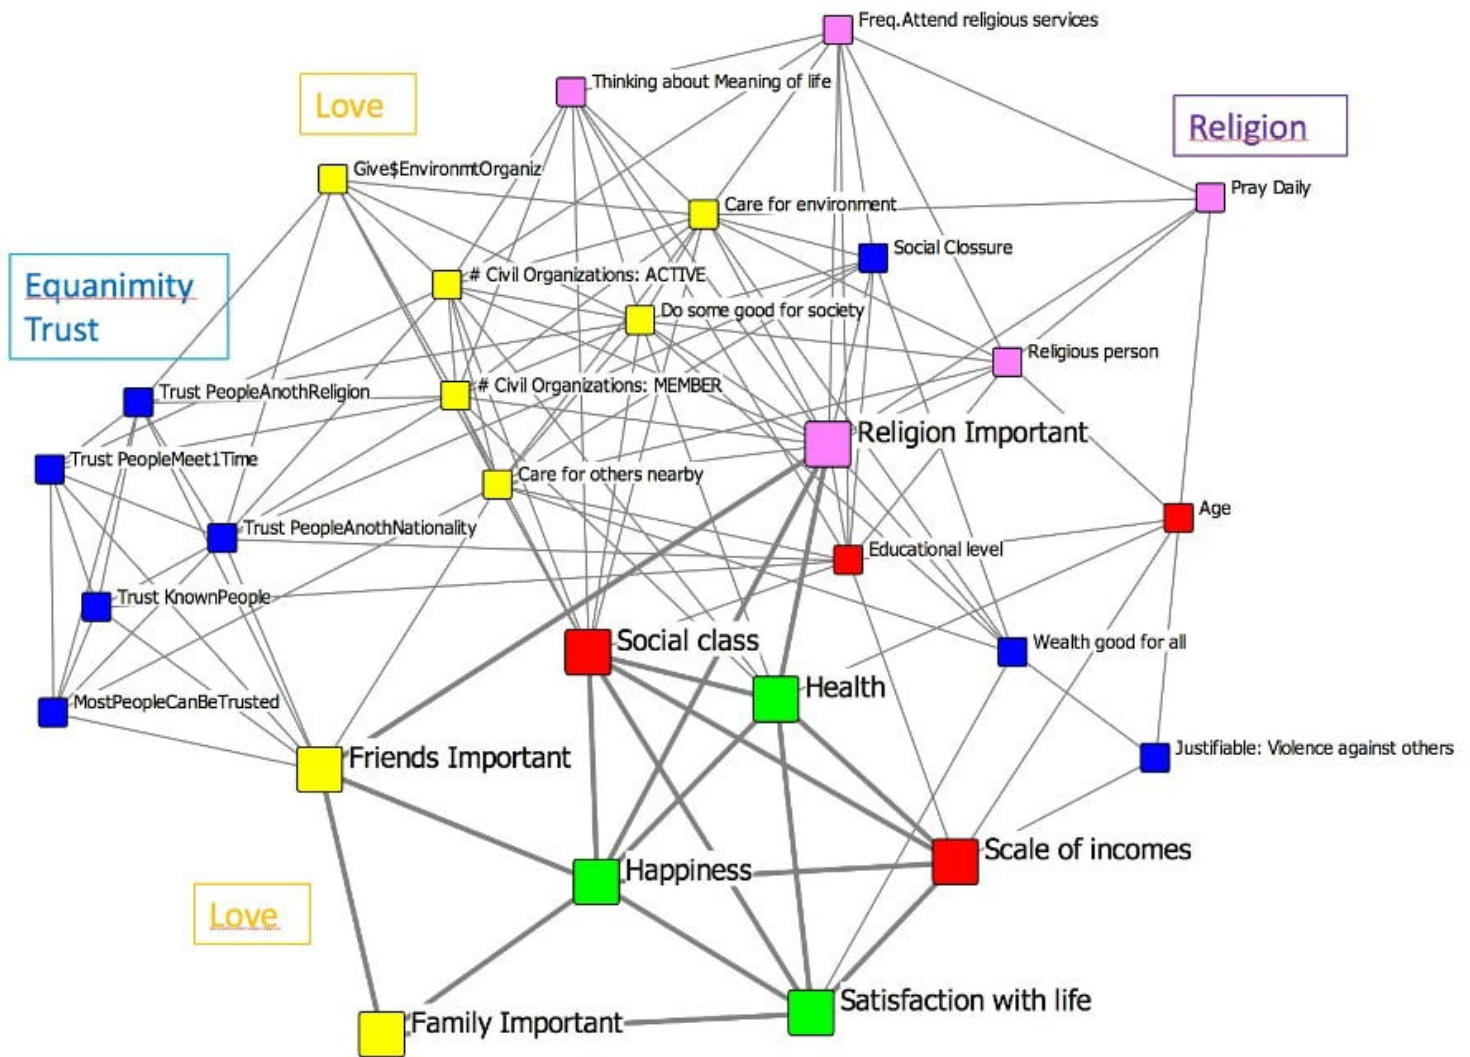 Freq.Attend religious services
Thinking about Meaning of life
Love
Religion
Give$EnvironmtOrganiz
Pray Daily
Care for environment
Social Clossure
Equanimity
Trust
# Civil Organizations: ACTIVE
Do some good for society
Religious person
Trust PeopleAnothReligion
# Civil Organizations: MEMBER
Religion Important
Trust PeopleMeet1Time
Care for others nearby
Age
Trust PeopleAnothNationality
Educational level
Trust KnownPeople
Social class
Wealth good for all
Health
MostPeopleCanBeTrusted
Friends Important
Justifiable: Violence against others
Scale of incomes
Happiness
Love
Satisfaction with life
Family Important